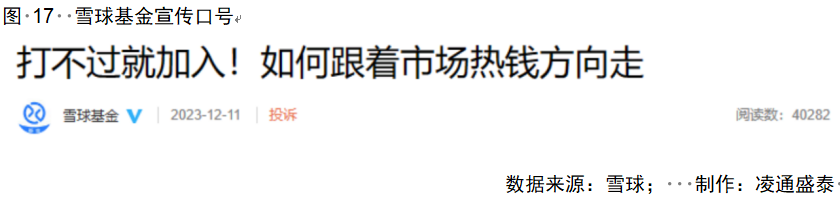 图 17  雪球基金宣传口号
打不过就加入！如何跟着市场热钱方向走
雪球基金 2023-12-11 投诉 阅读数：40282
数据来源：雪球； 制作：凌通盛泰